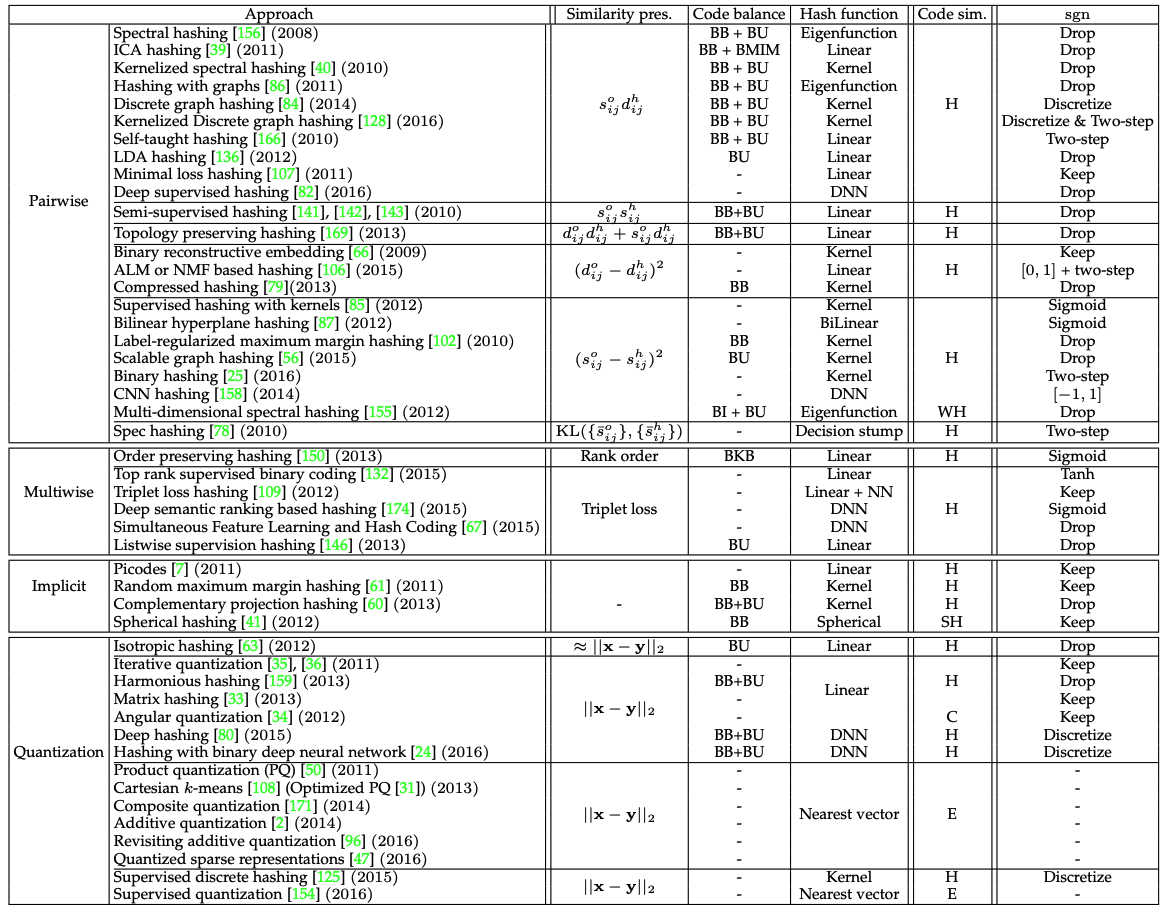 Approach Similarity pres. Code balance Hash function Code sim. sgn
Spectral hashing [156] (2008) BB + BU Eigenfunction Drop
ICA hashing [39] (2011) BB + BMIM Linear Drop
Kernelized spectral hashing [40] (2010) BB + BU Kernel Drop
Hashing with graphs [86] (2011) BB + BU Eigenfunction Drop
Discrete graph hashing [84] (2014) s^o_{ij}d^h_{ij} BB + BU Kernel H Discretize
Kernelized Discrete graph hashing [128] (2016) BB + BU Kernel Discretize & Two-step
Self-taught hashing [166] (2010) BB + BU Linear Two-step
LDA hashing [136] (2012) BU Linear Drop
Minimal loss hashing [107] (2011) - Linear Keep
Deep supervised hashing [82] (2016) - DNN Drop
Pairwise
Semi-supervised hashing [141], [142], [143] (2010) s^o_{ij}s^h_{ij} BB+BU Linear H Drop
Topology preserving hashing [169] (2013) d^o_{ij}d^h_{ij} + s^o_{ij}d^h_{ij} BB+BU Linear H Drop
Binary reconstructive embedding [66] (2009) - Kernel Keep
ALM or NMF based hashing [106] (2015) (d^o_{ij} − d^h_{ij})^2 - Linear H [0, 1] + two-step
Compressed hashing [79](2013) BB Kernel Drop
Supervised hashing with kernels [85] (2012) - Kernel Sigmoid
Bilinear hyperplane hashing [87] (2012) - BiLinear Sigmoid
Label-regularized maximum margin hashing [102] (2010) BB Kernel Drop
Scalable graph hashing [56] (2015) (s^o_{ij} − s^h_{ij})^2 BU Kernel H Drop
Binary hashing [25] (2016) - Kernel Two-step
CNN hashing [158] (2014) - DNN [−1, 1]
Multi-dimensional spectral hashing [155] (2012) BI + BU Eigenfunction WH Drop
Spec hashing [78] (2010) KL({s̄^o_{ij}}, {s̄^h_{ij}}) - Decision stump H Two-step
Order preserving hashing [150] (2013) Rank order BKB Linear H Sigmoid
Top rank supervised binary coding [132] (2015) - Linear Tanh
Multiwise Triplet loss hashing [109] (2012) - Linear + NN Keep
Deep semantic ranking based hashing [174] (2015) Triplet loss - DNN H Sigmoid
Simultaneous Feature Learning and Hash Coding [67] (2015) - DNN Drop
Listwise supervision hashing [146] (2013) BU Linear Drop
Picodes [7] (2011) - Linear H Keep
Implicit Random maximum margin hashing [61] (2011) BB Kernel H Keep
Complementary projection hashing [60] (2013) - BB+BU Kernel H Drop
Spherical hashing [41] (2012) BB Spherical SH Keep
Isotropic hashing [63] (2012) ≈ ||x − y||_2 BU Linear H Drop
Iterative quantization [35], [36] (2011) - Keep
Harmonious hashing [159] (2013) BB+BU Linear H Drop
Matrix hashing [33] (2013) ||x − y||_2 - Keep
Angular quantization [34] (2012) - C Keep
Deep hashing [80] (2015) BB+BU DNN H Discretize
Quantization Hashing with binary deep neural network [24] (2016) BB+BU DNN H Discretize
Product quantization (PQ) [50] (2011) - -
Cartesian k-means [108] (Optimized PQ [31]) (2013) - -
Composite quantization [171] (2014) ||x − y||_2 - Nearest vector E -
Additive quantization [2] (2014) - -
Revisiting additive quantization [96] (2016) - -
Quantized sparse representations [47] (2016) - -
Supervised discrete hashing [125] (2015) ||x − y||_2 - Kernel H Discretize
Supervised quantization [154] (2016) - Nearest vector E -